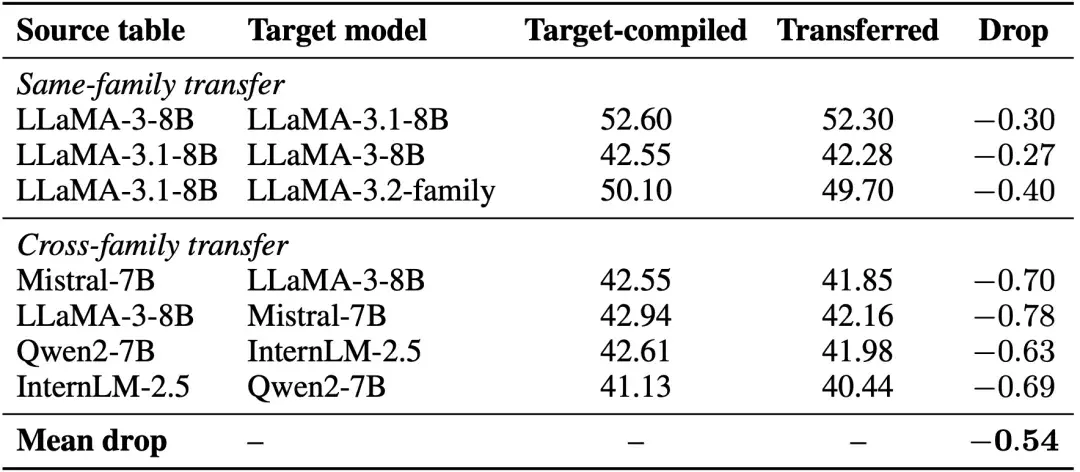 Source table Target model Target-compiled Transferred Drop
Same-family transfer
LLaMA-3-8B LLaMA-3.1-8B 52.60 52.30 −0.30
LLaMA-3.1-8B LLaMA-3-8B 42.55 42.28 −0.27
LLaMA-3.1-8B LLaMA-3.2-family 50.10 49.70 −0.40
Cross-family transfer
Mistral-7B LLaMA-3-8B 42.55 41.85 −0.70
LLaMA-3-8B Mistral-7B 42.94 42.16 −0.78
Qwen2-7B InternLM-2.5 42.61 41.98 −0.63
InternLM-2.5 Qwen2-7B 41.13 40.44 −0.69
Mean drop – – – −0.54